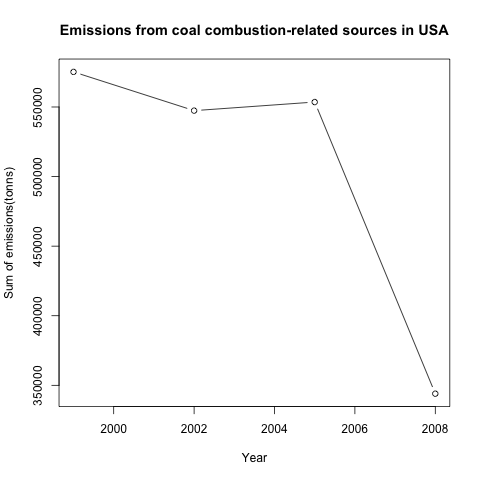 Emissions from coal combustion-related sources in USA
Sum of emissions(tonns)
550000
500000
450000
400000
350000
2000 2002 2004 2006 2008
Year